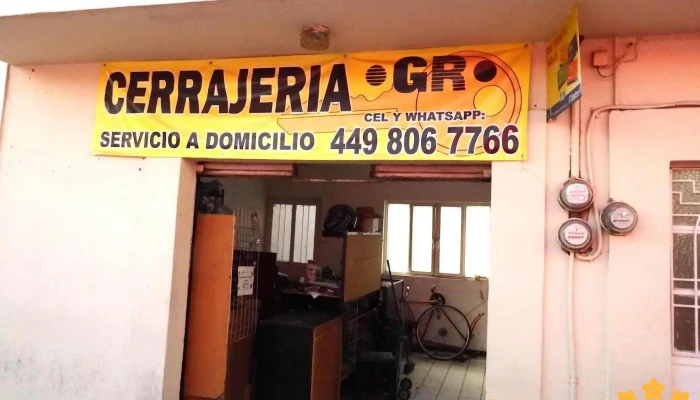 CERRAJERIA •GR•
CEL Y WHATSAPP:
SERVICIO A DOMICILIO 449 806 7766